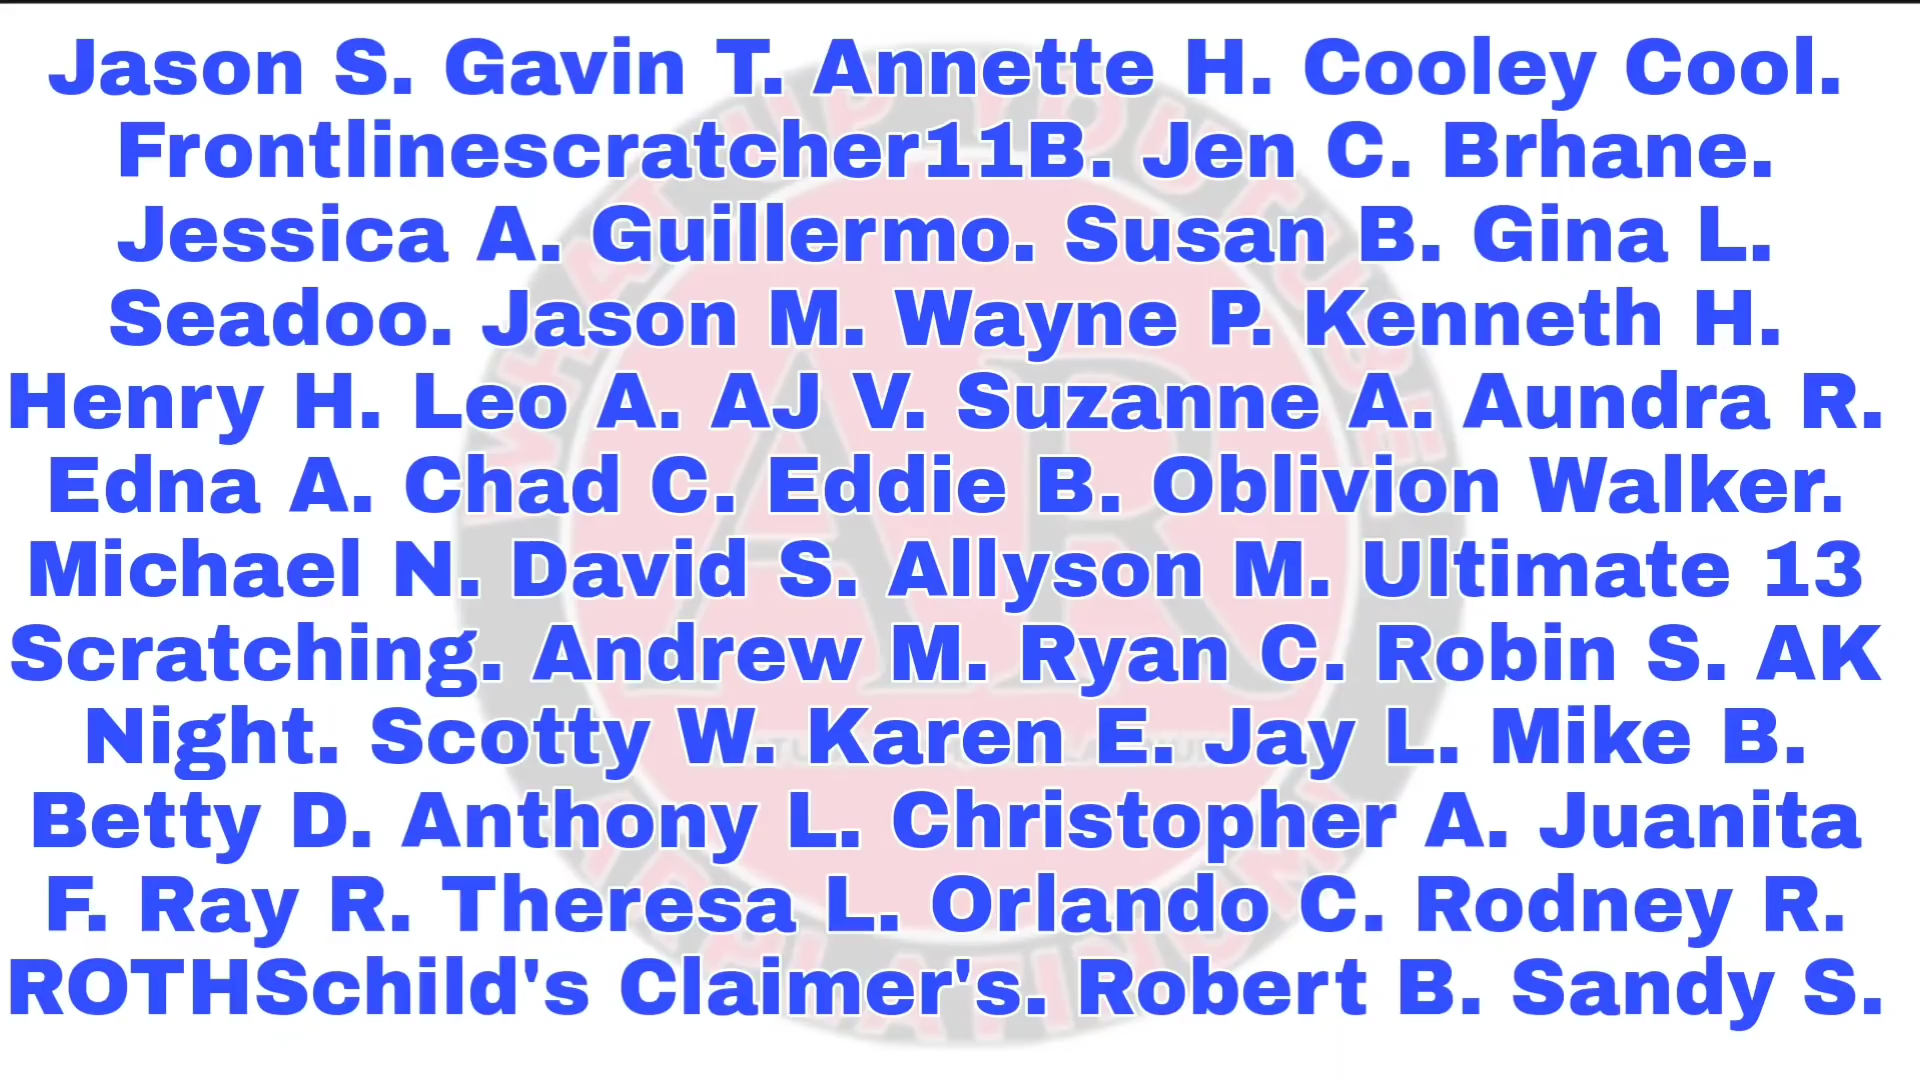 Jason S. Gavin T. Annette H. Cooley Cool.
Frontlinescratcher11B. Jen C. Brhane.
Jessica A. Guillermo. Susan B. Gina L.
Seadoo. Jason M. Wayne P. Kenneth H.
Henry H. Leo A. AJ V. Suzanne A. Aundra R.
Edna A. Chad C. Eddie B. Oblivion Walker.
Michael N. David S. Allyson M. Ultimate 13
Scratching. Andrew M. Ryan C. Robin S. AK
Night. Scotty W. Karen E. Jay L. Mike B.
Betty D. Anthony L. Christopher A. Juanita
F. Ray R. Theresa L. Orlando C. Rodney R.
ROTHSchild's Claimer's. Robert B. Sandy S.
AR